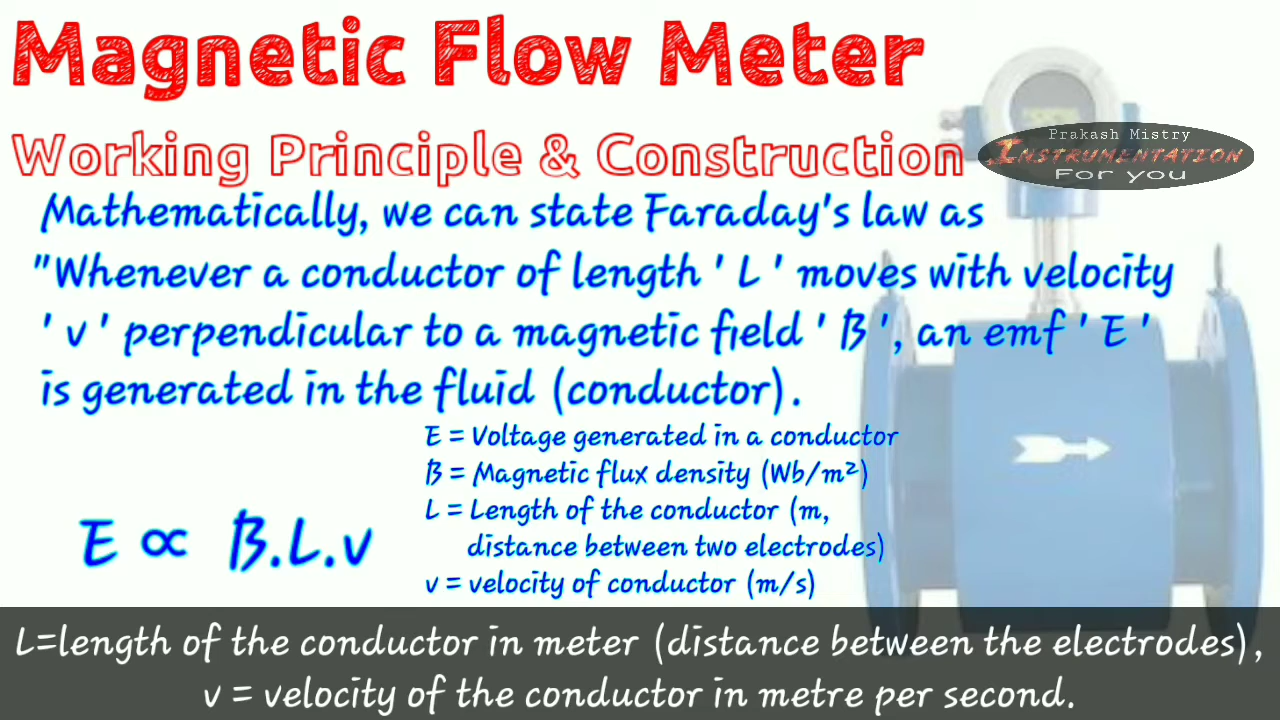 Magnetic Flow Meter
Working Principle & Construction
Prakash Mistry
INSTRUMENTATION
For you
Mathematically, we can state Faraday's law as
"Whenever a conductor of length ' L ' moves with velocity
' v ' perpendicular to a magnetic field ' B ', an emf ' E '
is generated in the fluid (conductor).
E = Voltage generated in a conductor
B = Magnetic flux density (Wb/m²)
L = Length of the conductor (m,
distance between two electrodes)
v = velocity of conductor (m/s)
E ∝ B.L.v
L=length of the conductor in meter (distance between the electrodes),
v = velocity of the conductor in metre per second.